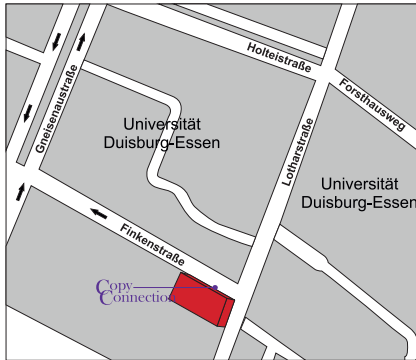 Holteistraße
Forsthausweg
Gneisenaustraße
Universität
Duisburg-Essen
Lotharstraße
Universität
Duisburg-Essen
Finkenstraße
Copy
Connection